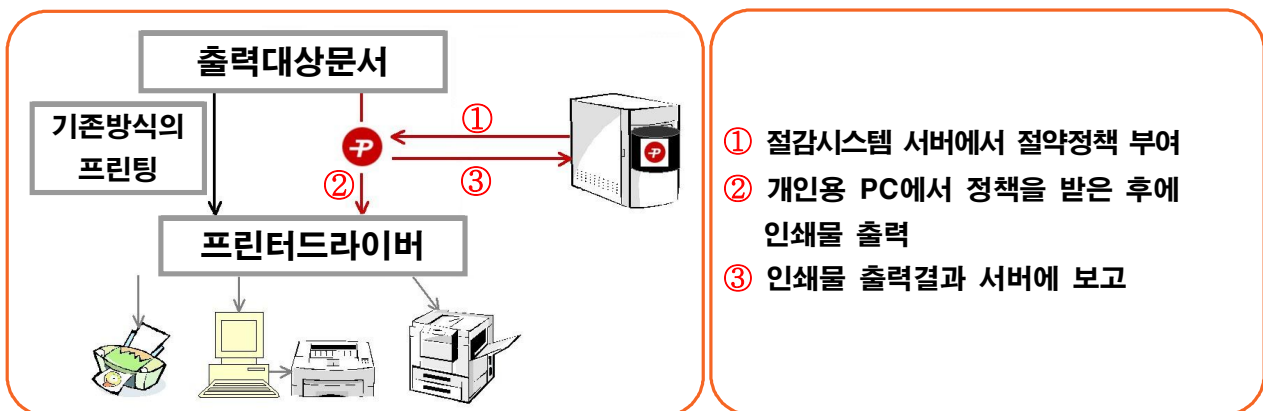 출력대상문서
기존방식의
프린팅
①
②
③
프린터드라이버
① 절감시스템 서버에서 절약정책 부여
② 개인용 PC에서 정책을 받은 후에
인쇄물 출력
③ 인쇄물 출력결과 서버에 보고